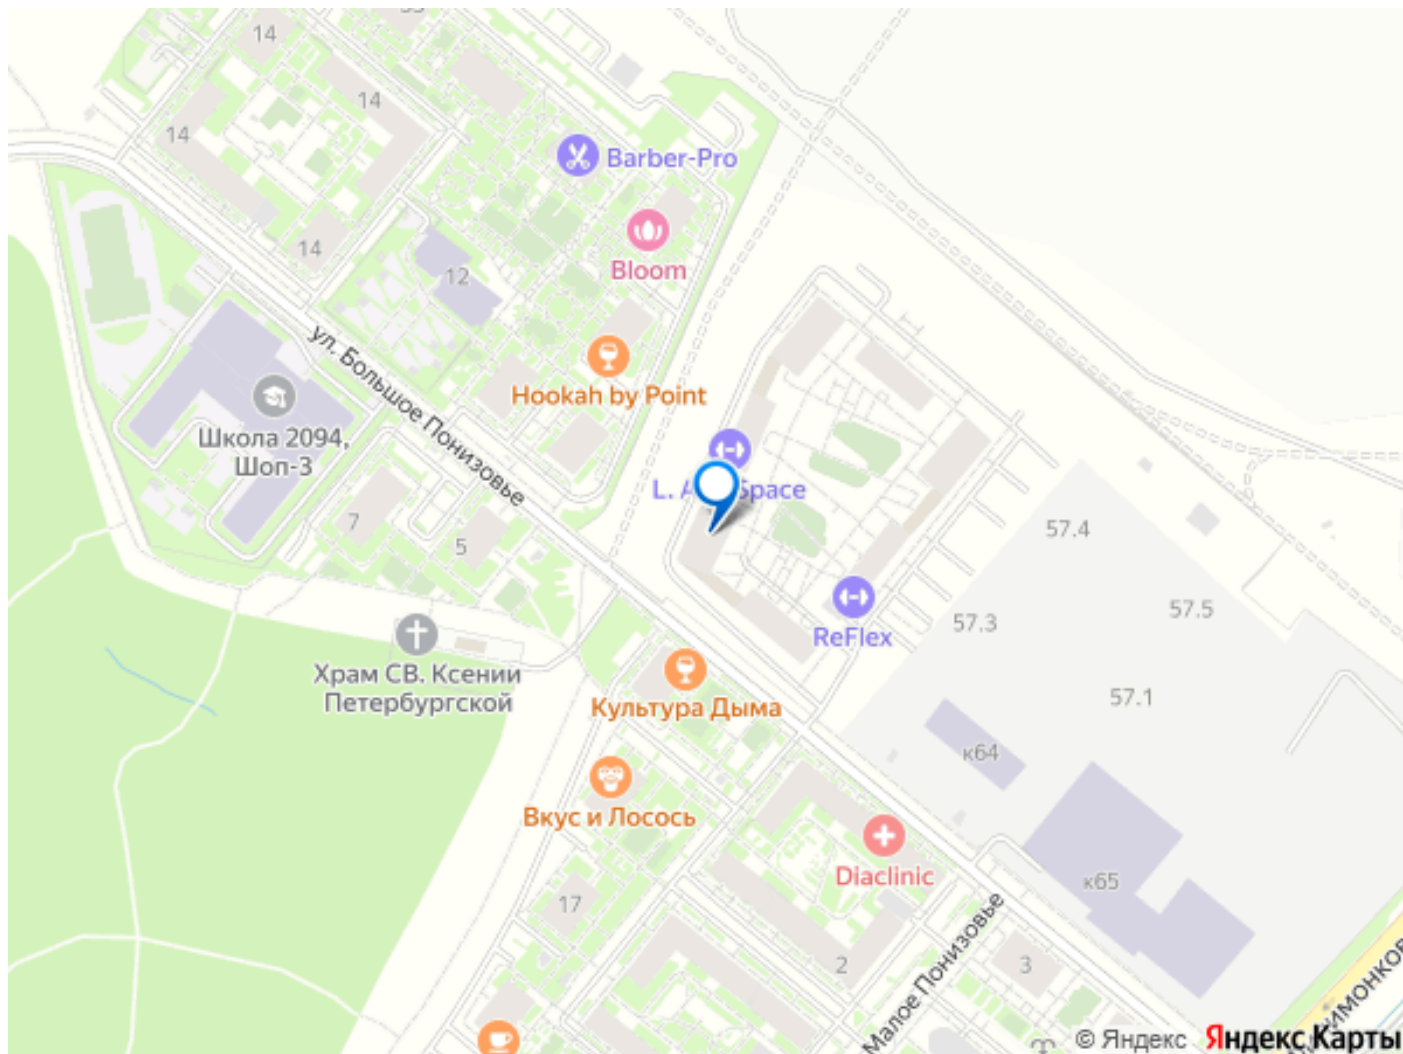 14
14
14
Barber-Pro
Bloom
14
12
ул. Большое Понизовье
Hookah by Point
Школа 2094,
Шоп-3
Space
57.4
7
5
57.5
57.3
ReFlex
Храм СВ. Ксении
Петербургской
57.1
Культура Дыма
к64
Вкус и Лосось
Diaclinic
к65
17
2
3
Малое Понизовье
© Яндекс Яндекс Карты